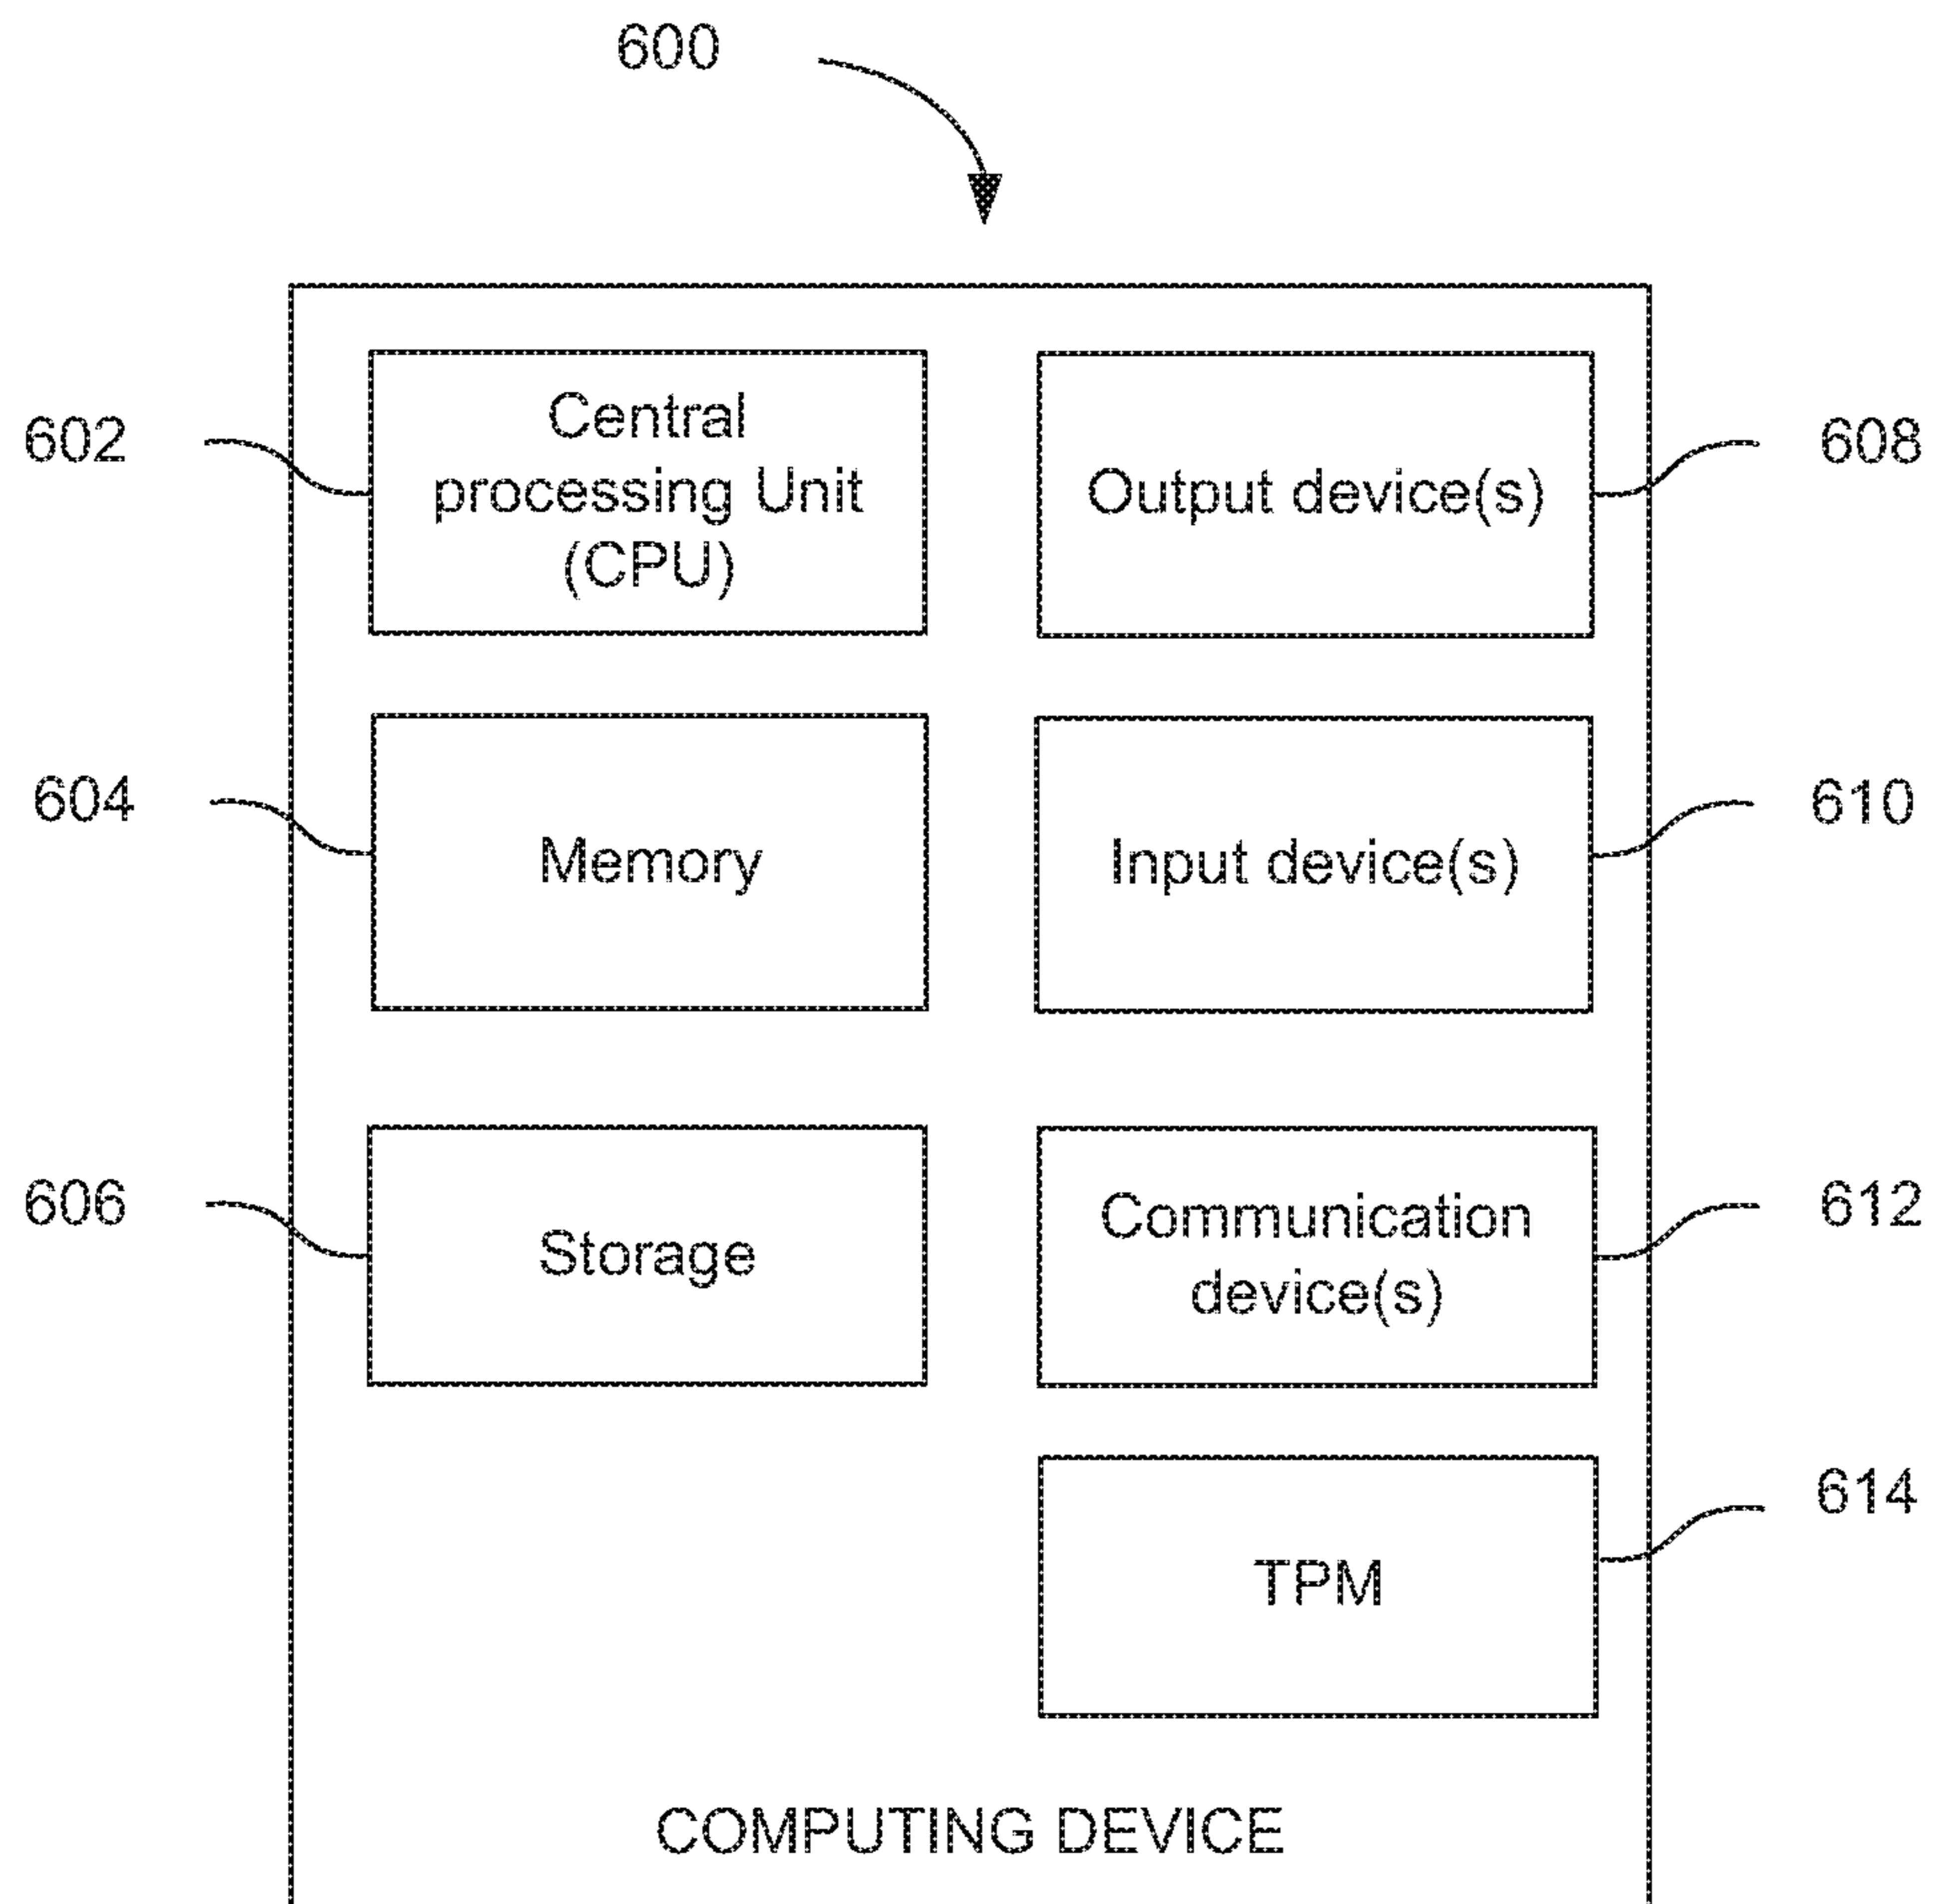 600
602
Central
processing Unit
(CPU)
Output device(s)
608
604
Memory
Input device(s)
610
606
Storage
Communication
device(s)
612
TPM
614
COMPUTING DEVICE